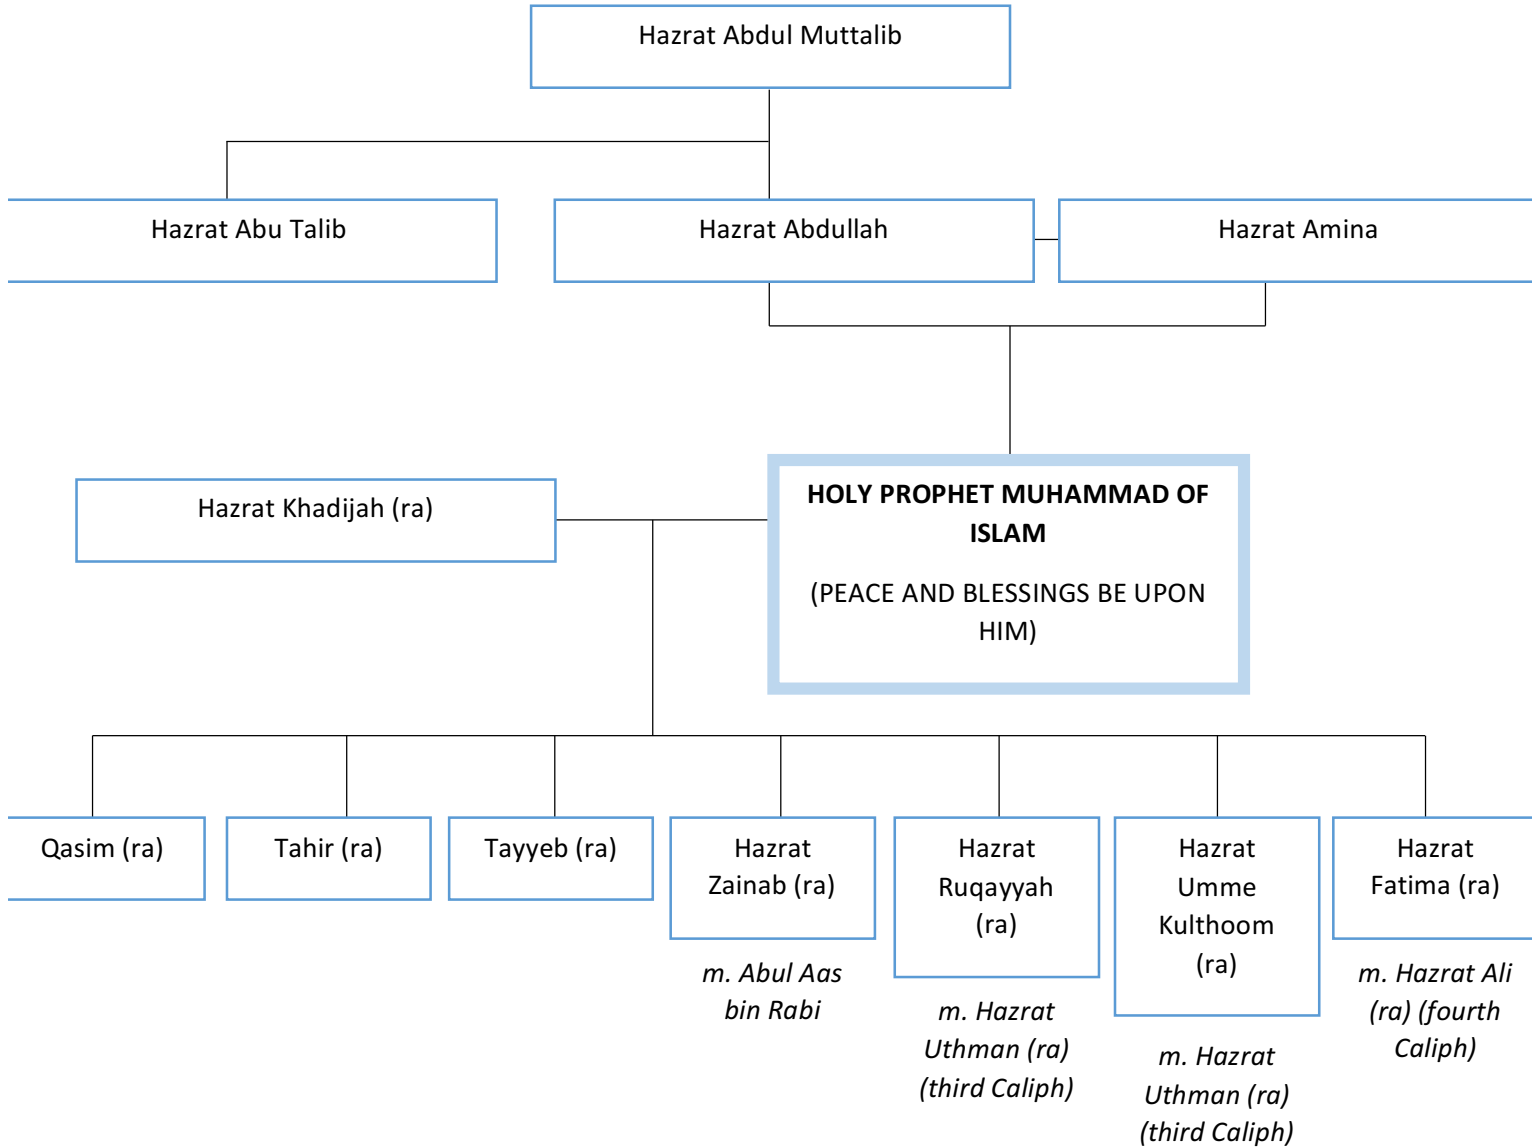 Hazrat Abdul Muttalib
Hazrat Abu Talib
Hazrat Abdullah
Hazrat Amina
Hazrat Khadijah (ra)
HOLY PROPHET MUHAMMAD OF
ISLAM
(PEACE AND BLESSINGS BE UPON
HIM)
Qasim (ra)
Tahir (ra)
Tayyeb (ra)
Hazrat
Zainab (ra)
m. Abul Aas
bin Rabi
Hazrat
Ruqayyah
(ra)
m. Hazrat
Uthman (ra)
(third Caliph)
Hazrat
Umme
Kulthoom
(ra)
m. Hazrat
Uthman (ra)
(third Caliph)
Hazrat
Fatima (ra)
m. Hazrat Ali
(ra) (fourth
Caliph)